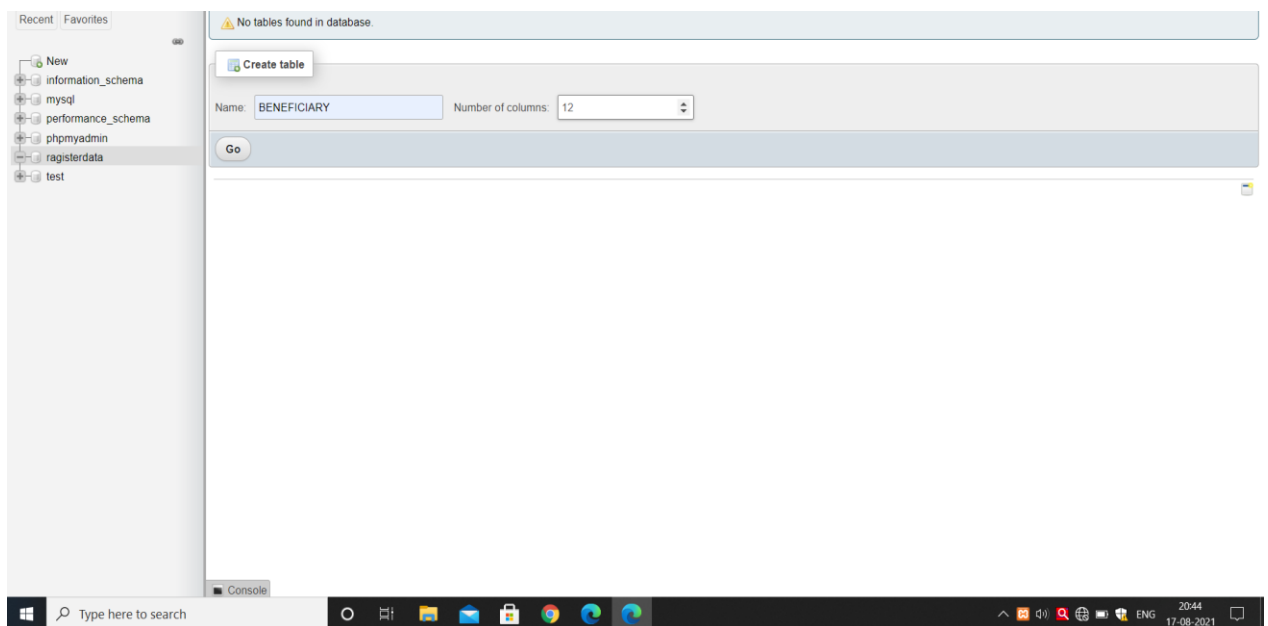 Recent Favorites
No tables found in database.
New
information_schema
mysql
performance_schema
phpmyadmin
ragisterdata
test
Create table
Name: BENEFICIARY Number of columns: 12
Go
Console
Type here to search
ENG
20:44
17-08-2021